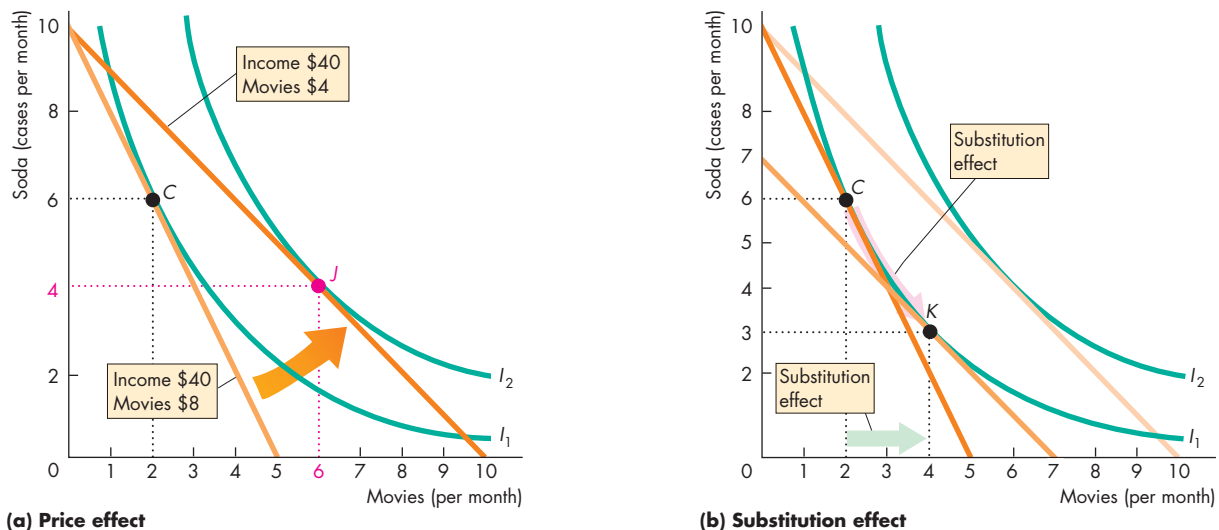 Soda (cases per month)
10
8
6
4
2
0
1
2
3
4
5
6
7
8
9
10
Movies (per month)
Income $40
Movies $4
C
J
Income $40
Movies $8
I2
I1
(a) Price effect
Soda (cases per month)
10
8
7
6
5
4
3
2
0
1
2
3
4
5
6
7
8
9
10
Movies (per month)
Substitution
effect
C
K
Substitution
effect
I2
I1
(b) Substitution effect